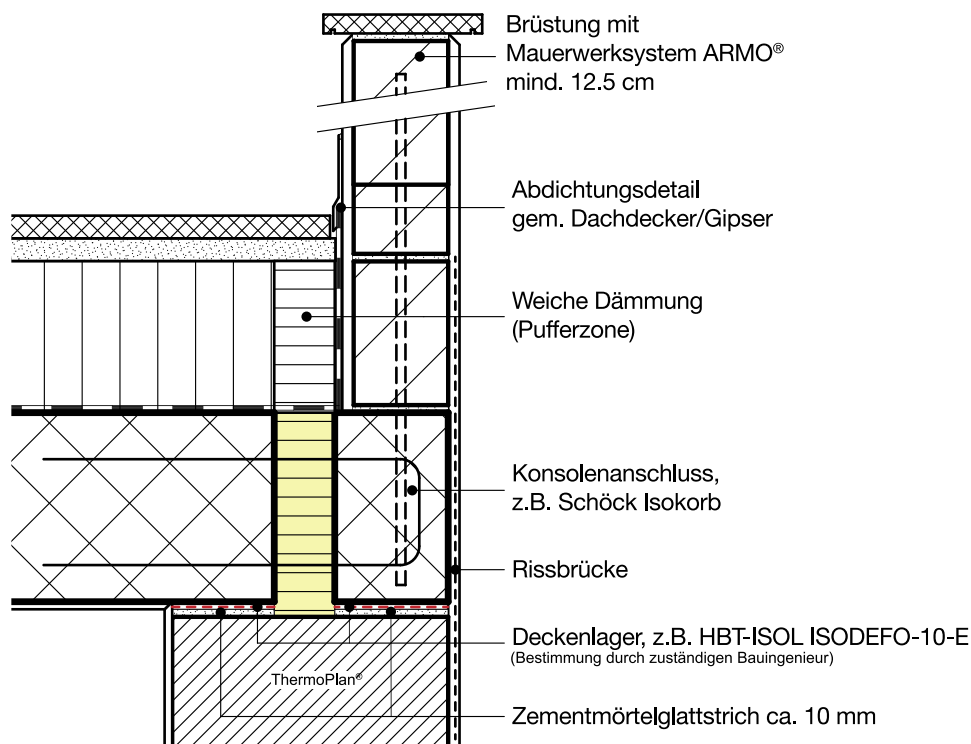 Brüstung mit
Mauerwerksystem ARMO®
mind. 12.5 cm
Abdichtungsdetail
gem. Dachdecker/Gipser
Weiche Dämmung
(Pufferzone)
Konsolenanschluss,
z.B. Schöck Isokorb
Rissbrücke
Deckenlager, z.B. HBT-ISOL ISODEFO-10-E
(Bestimmung durch zuständigen Bauingenieur)
ThermoPlan®
Zementmörtelglattstrich ca. 10 mm